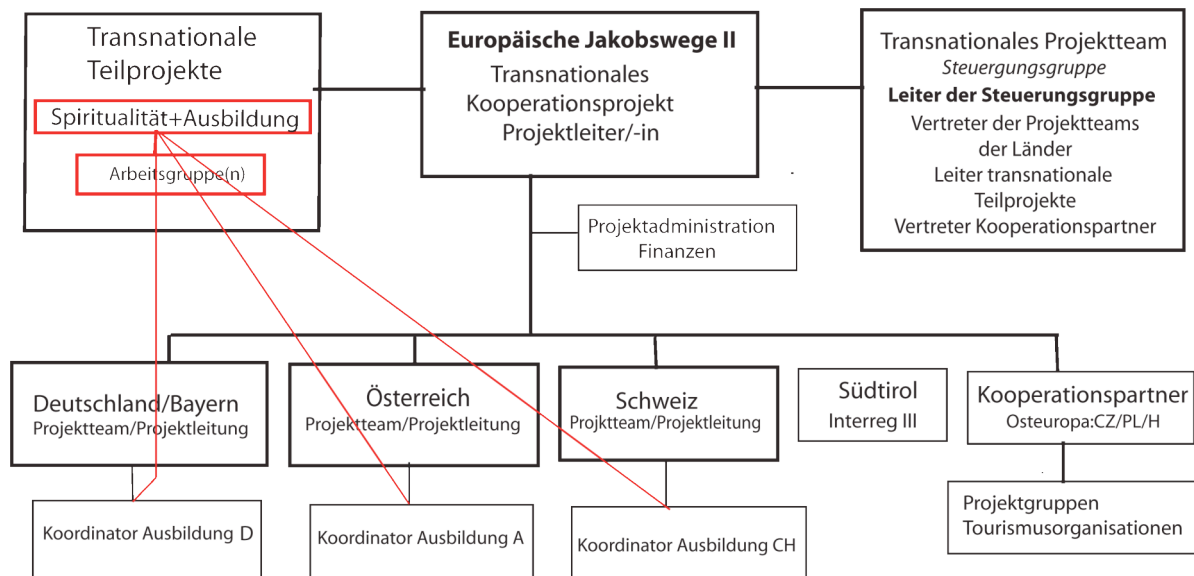 Transnationale
Teilprojekte
Spiritualität+Ausbildung
Arbeitsgruppe(n)
Europäische Jakobswege II
Transnationales
Kooperationsprojekt
Projektleiter/-in
Transnationales Projektteam
Steuergungsgruppe
Leiter der Steuerungsgruppe
Vertreter der Projektteams
der Länder
Leiter transnationale
Teilprojekte
Vertreter Kooperationspartner
Projektadministration
Finanzen
Deutschland/Bayern
Projektteam/Projektleitung
Österreich
Projektteam/Projektleitung
Schweiz
Projktteam/Projektleitung
Südtirol
Interreg III
Kooperationspartner
Osteuropa:CZ/PL/H
Koordinator Ausbildung D
Koordinator Ausbildung A
Koordinator Ausbildung CH
Projektgruppen
Tourismusorganisationen